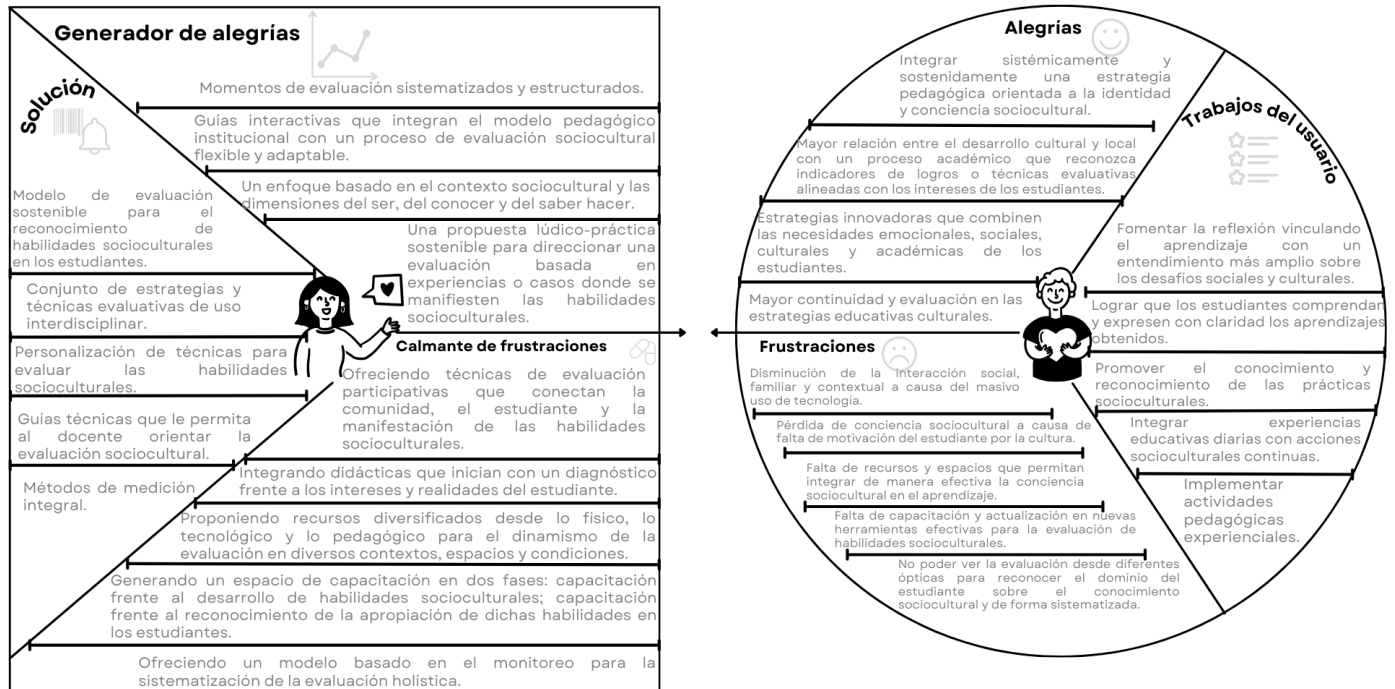 Generador de alegrías
Momentos de evaluación sistematizados y estructurados.
Guías interactivas que integran el modelo pedagógico
institucional con un proceso de evaluación sociocultural
flexible y adaptable.
Un enfoque basado en el contexto sociocultural y las
dimensiones del ser, del conocer y del saber hacer.
Una propuesta lúdico-práctica
sostenible para direccionar una
evaluación basada en
experiencias o casos donde se
manifiesten las habilidades
socioculturales.
Solución
Modelo de evaluación
sostenible para el
reconocimiento de
habilidades socioculturales
en los estudiantes.
Conjunto de estrategias y
técnicas evaluativas de uso
interdisciplinar.
Personalización de técnicas para
evaluar las habilidades
socioculturales.
Guías técnicas que le permita
al docente orientar la
evaluación sociocultural.
Métodos de medición
integral.
Calmante de frustraciones
Ofreciendo técnicas de evaluación
participativas que conectan la
comunidad, el estudiante y la
manifestación de las habilidades
socioculturales.
Integrando didácticas que inician con un diagnóstico
frente a los intereses y realidades del estudiante.
Proponiendo recursos diversificados desde lo físico, lo
tecnológico y lo pedagógico para el dinamismo de la
evaluación en diversos contextos, espacios y condiciones.
Generando un espacio de capacitación en dos fases: capacitación
frente al desarrollo de habilidades socioculturales; capacitación
frente al reconocimiento de la apropiación de dichas habilidades en
los estudiantes.
Ofreciendo un modelo basado en el monitoreo para la
sistematización de la evaluación holística.
Alegrías
Integrar sistémicamente y
sostenidamente una estrategia
pedagógica orientada a la identidad
y conciencia sociocultural.
Mayor relación entre el desarrollo cultural y local
con un proceso académico que reconozca
indicadores de logros o técnicas evaluativas
alineadas con los intereses de los estudiantes.
Estrategias innovadoras que combinen
las necesidades emocionales, sociales,
culturales y académicas de los
estudiantes.
Mayor continuidad y evaluación en las
estrategias educativas culturales.
Frustraciones
Disminución de la interacción social,
familiar y contextual a causa del masivo
uso de tecnología.
Pérdida de conciencia sociocultural a causa de
falta de motivación del estudiante por la cultura.
Falta de recursos y espacios que permitan
integrar de manera efectiva la conciencia
sociocultural en el aprendizaje.
Falta de capacitación y actualización en nuevas
herramientas efectivas para la evaluación de
habilidades socioculturales.
No poder ver la evaluación desde diferentes
ópticas para reconocer el dominio del
estudiante sobre el conocimiento
sociocultural y de forma sistematizada.
Trabajos del usuario
Fomentar la reflexión vinculando
el aprendizaje con un
entendimiento más amplio sobre
los desafíos sociales y culturales.
Lograr que los estudiantes comprendan
y expresen con claridad los aprendizajes
obtenidos.
Promover el conocimiento y
reconocimiento de las prácticas
socioculturales.
Integrar experiencias
educativas diarias con acciones
socioculturales continuas.
Implementar
actividades
pedagógicas
experienciales.